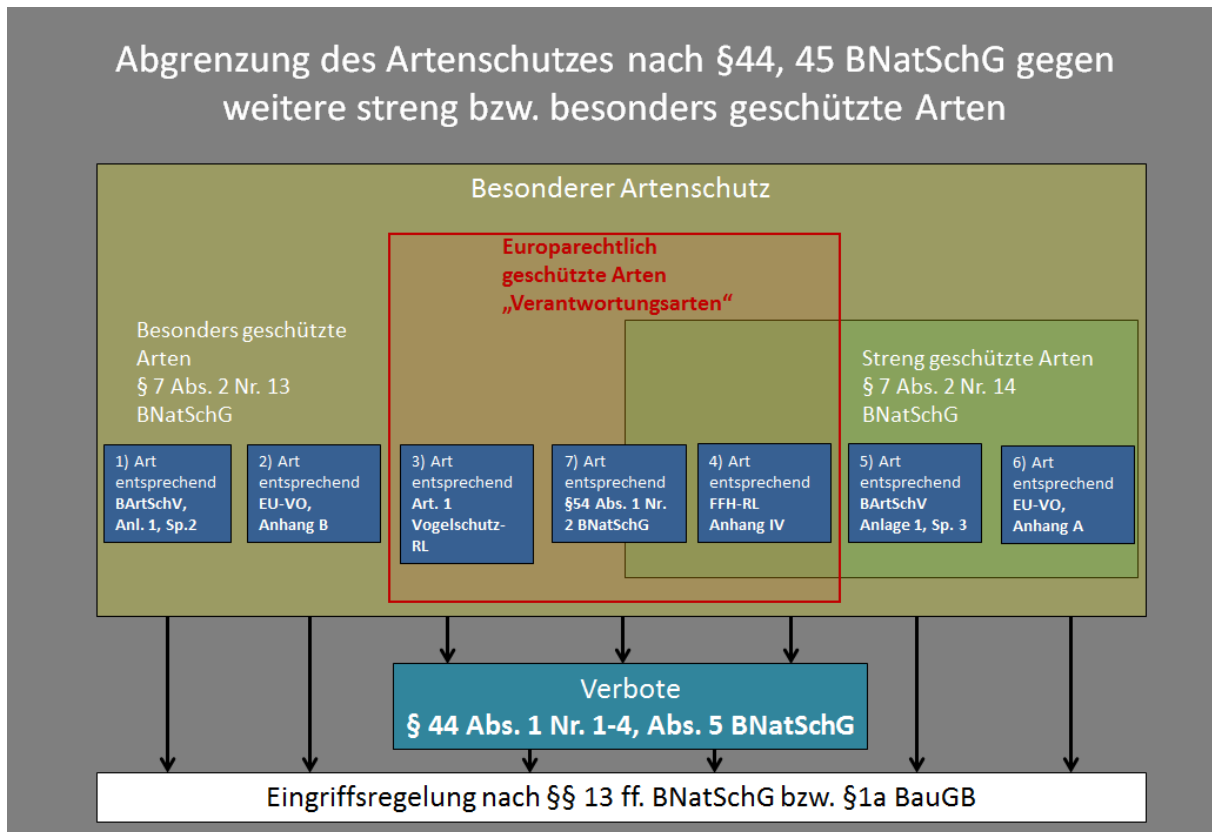 Abgrenzung des Artenschutzes nach §44, 45 BNatSchG gegen
weitere streng bzw. besonders geschützte Arten
Besonderer Artenschutz
Europarechtlich
geschützte Arten
„Verantwortungsarten“
Besonders geschützte
Arten
§ 7 Abs. 2 Nr. 13
BNatSchG
Streng geschützte Arten
§ 7 Abs. 2 Nr. 14
BNatSchG
1) Art
entsprechend
BArtSchV,
Anl. 1, Sp.2
2) Art
entsprechend
EU-VO,
Anhang B
3) Art
entsprechend
Art. 1
Vogelschutz-
RL
7) Art
entsprechend
§54 Abs. 1 Nr.
2 BNatSchG
4) Art
entsprechend
FFH-RL
Anhang IV
5) Art
entsprechend
BArtSchV
Anlage 1, Sp. 3
6) Art
entsprechend
EU-VO,
Anhang A
Verbote
§ 44 Abs. 1 Nr. 1-4, Abs. 5 BNatSchG
Eingriffsregelung nach §§ 13 ff. BNatSchG bzw. §1a BauGB